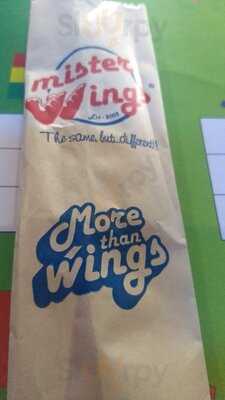 mister
Wings
The same, but...different!
More
than
Wings